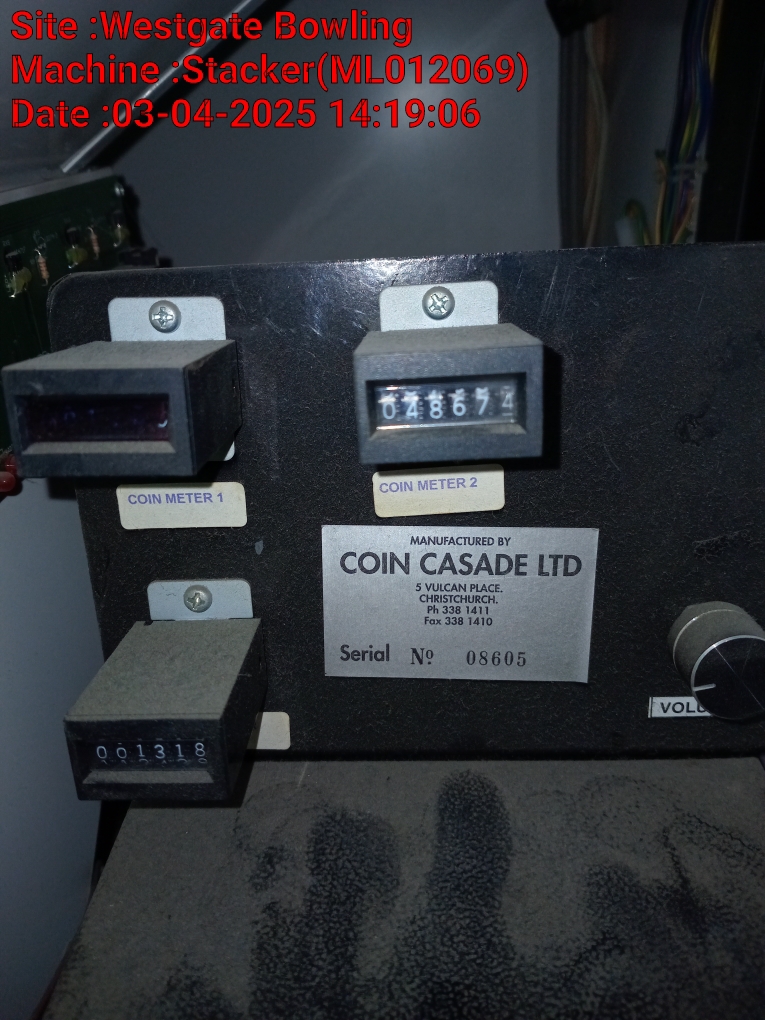 Site :Westgate Bowling
Machine :Stacker(ML012069)
Date :03-04-2025 14:19:06
048674
COIN METER 1
COIN METER 2
MANUFACTURED BY
COIN CASADE LTD
5 VULCAN PLACE.
CHRISTCHURCH.
Ph 338 1411
Fax 338 1410
Serial Nº 08605
VOLU
001318